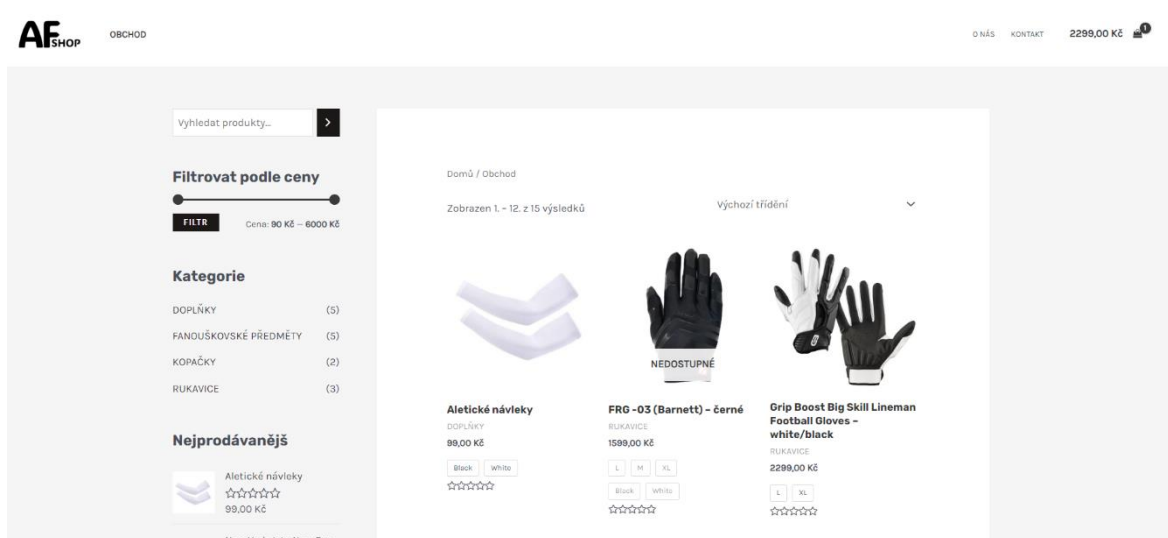 AF SHOP
OBCHOD
O NÁS
KONTAKT
2299,00 Kč
1
Vyhledat produkty...
Filtrovat podle ceny
FILTR
Cena: 90 Kč — 6000 Kč
Kategorie
DOPLŇKY (5)
FANOUŠKOVSKÉ PŘEDMĚTY (5)
KOPAČKY (2)
RUKAVICE (3)
Nejprodávanějš
Aletické návleky
99,00 Kč
Domů / Obchod
Zobrazen 1. – 12. z 15 výsledků
Výchozí třídění
Aletické návleky
DOPLŇKY
99,00 Kč
Black White
NEDOSTUPNÉ
FRG -03 (Barnett) – černé
RUKAVICE
1599,00 Kč
L M XL
Black White
Grip Boost Big Skill Lineman
Football Gloves –
white/black
RUKAVICE
2299,00 Kč
L XL